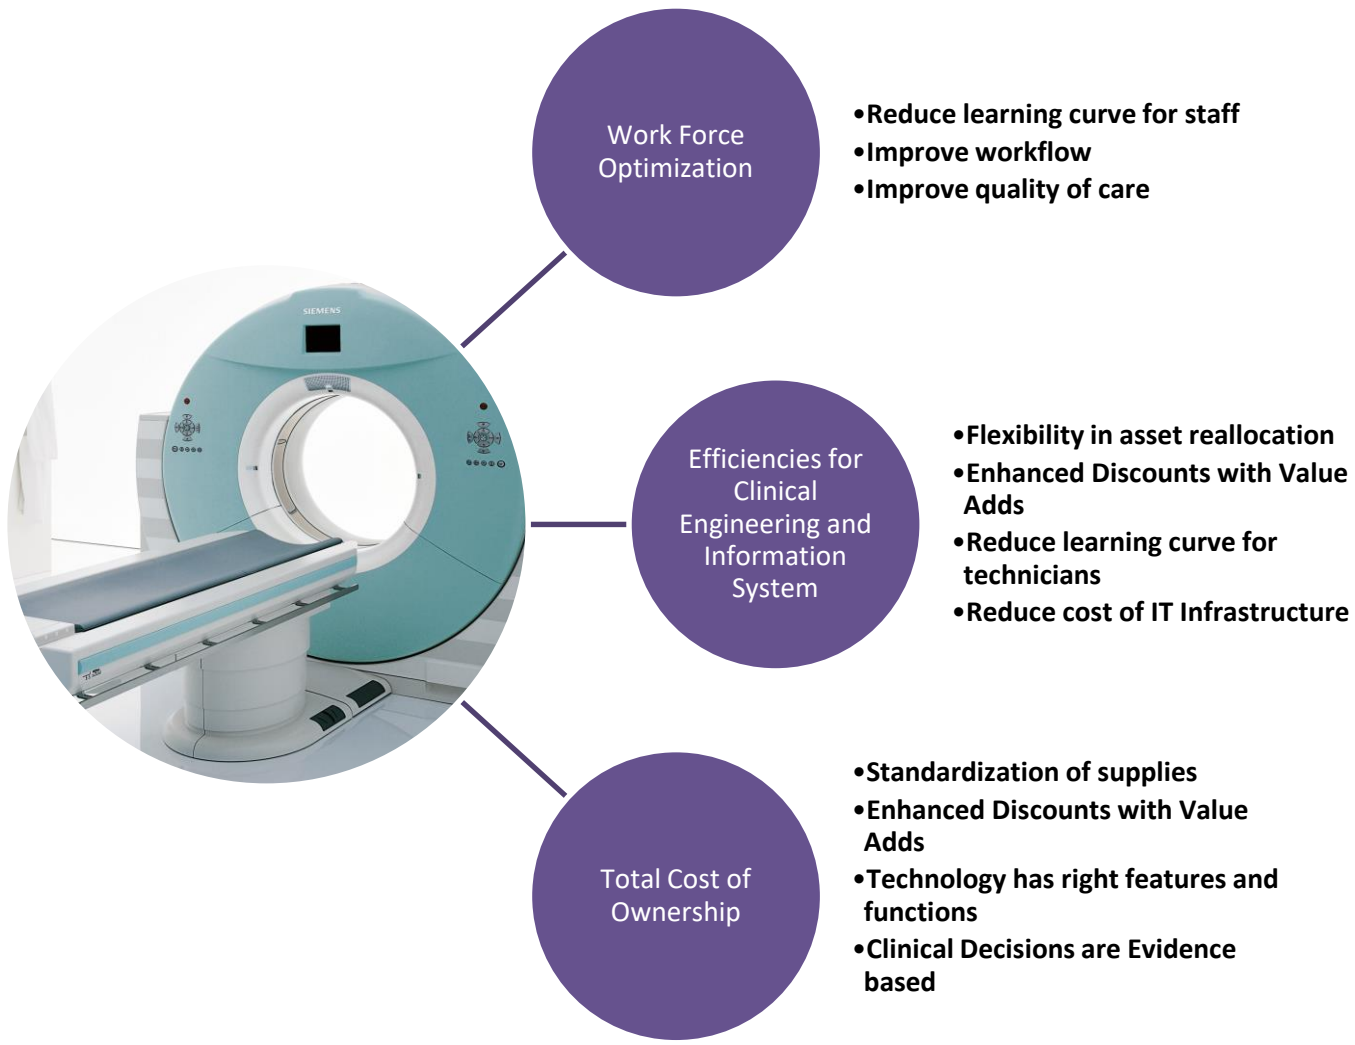 Work Force
Optimization
•Reduce learning curve for staff
•Improve workflow
•Improve quality of care
SIEMENS
Efficiencies for
Clinical
Engineering and
Information
System
•Flexibility in asset reallocation
•Enhanced Discounts with Value
Adds
•Reduce learning curve for
technicians
•Reduce cost of IT Infrastructure
Total Cost of
Ownership
•Standardization of supplies
•Enhanced Discounts with Value
Adds
•Technology has right features and
functions
•Clinical Decisions are Evidence
based